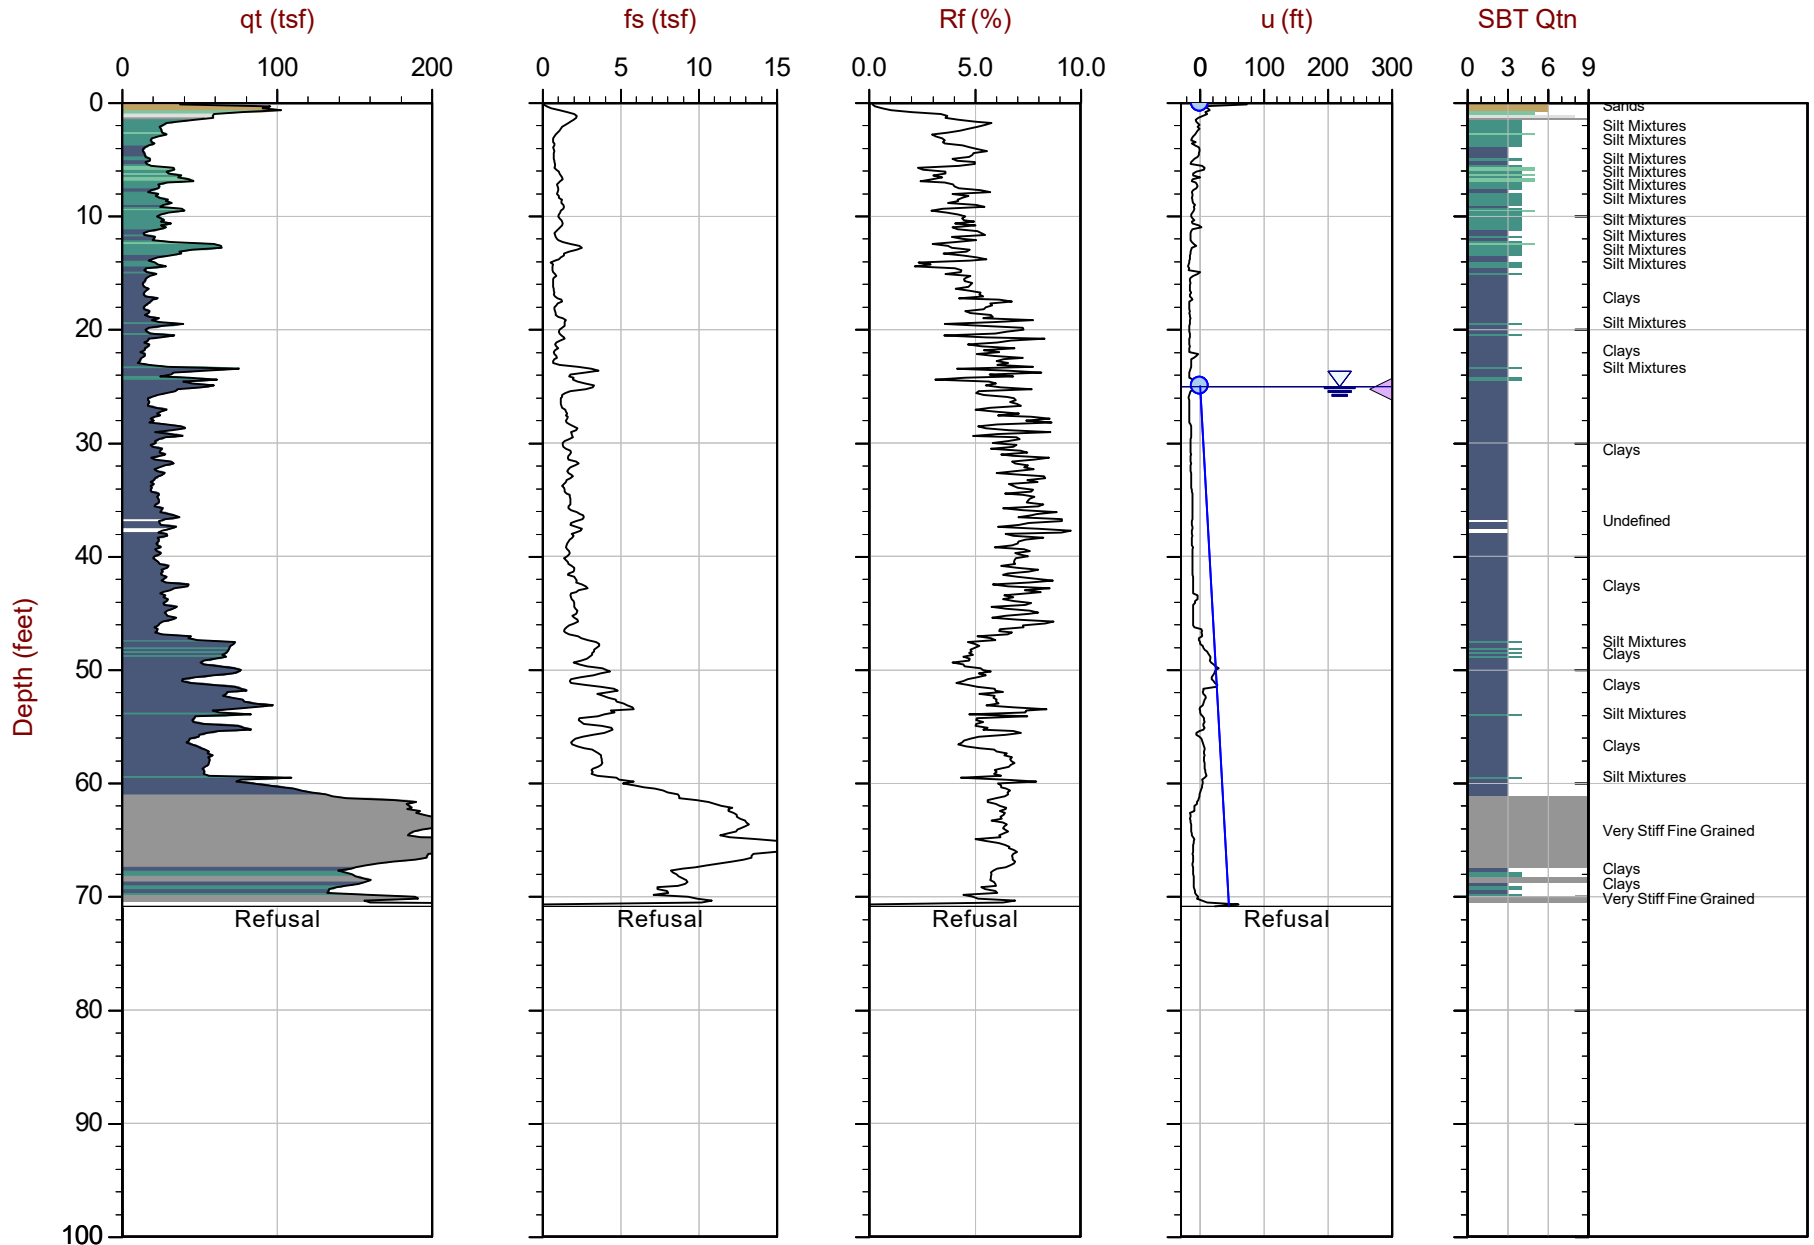 qt (tsf)
fs (tsf)
Rf (%)
u (ft)
SBT Qtn
0 100 200
0 5 10 15
0.0 5.0 10.0
0 100 200 300
0 3 6 9
Depth (feet)
0
10
20
30
40
50
60
70
80
90
100
Refusal
Refusal
Refusal
Refusal
Sands
Silt Mixtures
Silt Mixtures
Silt Mixtures
Silt Mixtures
Silt Mixtures
Silt Mixtures
Silt Mixtures
Silt Mixtures
Silt Mixtures
Silt Mixtures
Clays
Silt Mixtures
Clays
Silt Mixtures
Clays
Undefined
Clays
Silt Mixtures
Clays
Clays
Silt Mixtures
Clays
Silt Mixtures
Very Stiff Fine Grained
Clays
Clays
Very Stiff Fine Grained